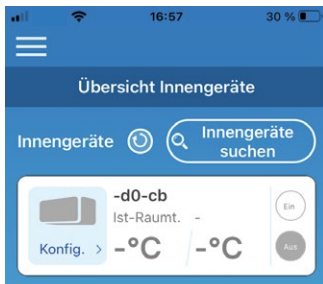 16:57 30 %
Übersicht Innengeräte
Innengeräte
Innengeräte
suchen
-d0-cb
Ist-Raumt. -
Konfig. > -°C -°C
Ein
Aus